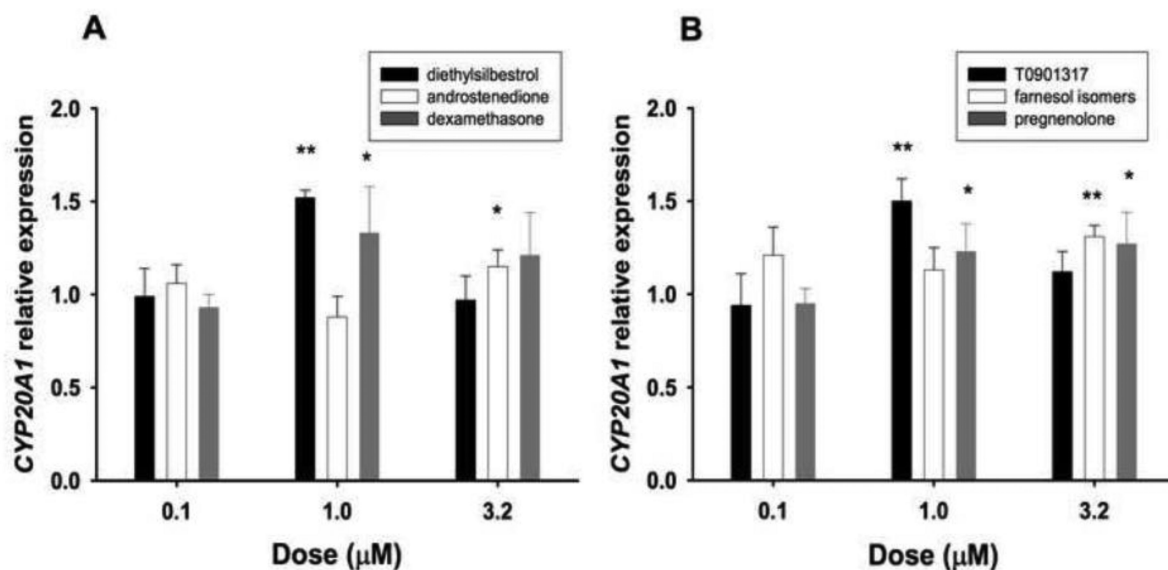 A
diethylsilbestrol
androstenedione
dexamethasone
CYP20A1 relative expression
2.0
1.5
1.0
0.5
0.0
**
*
*
0.1
1.0
3.2
Dose (μM)
B
T0901317
farnesol isomers
pregnenolone
CYP20A1 relative expression
2.0
1.5
1.0
0.5
0.0
**
*
**
*
0.1
1.0
3.2
Dose (μM)